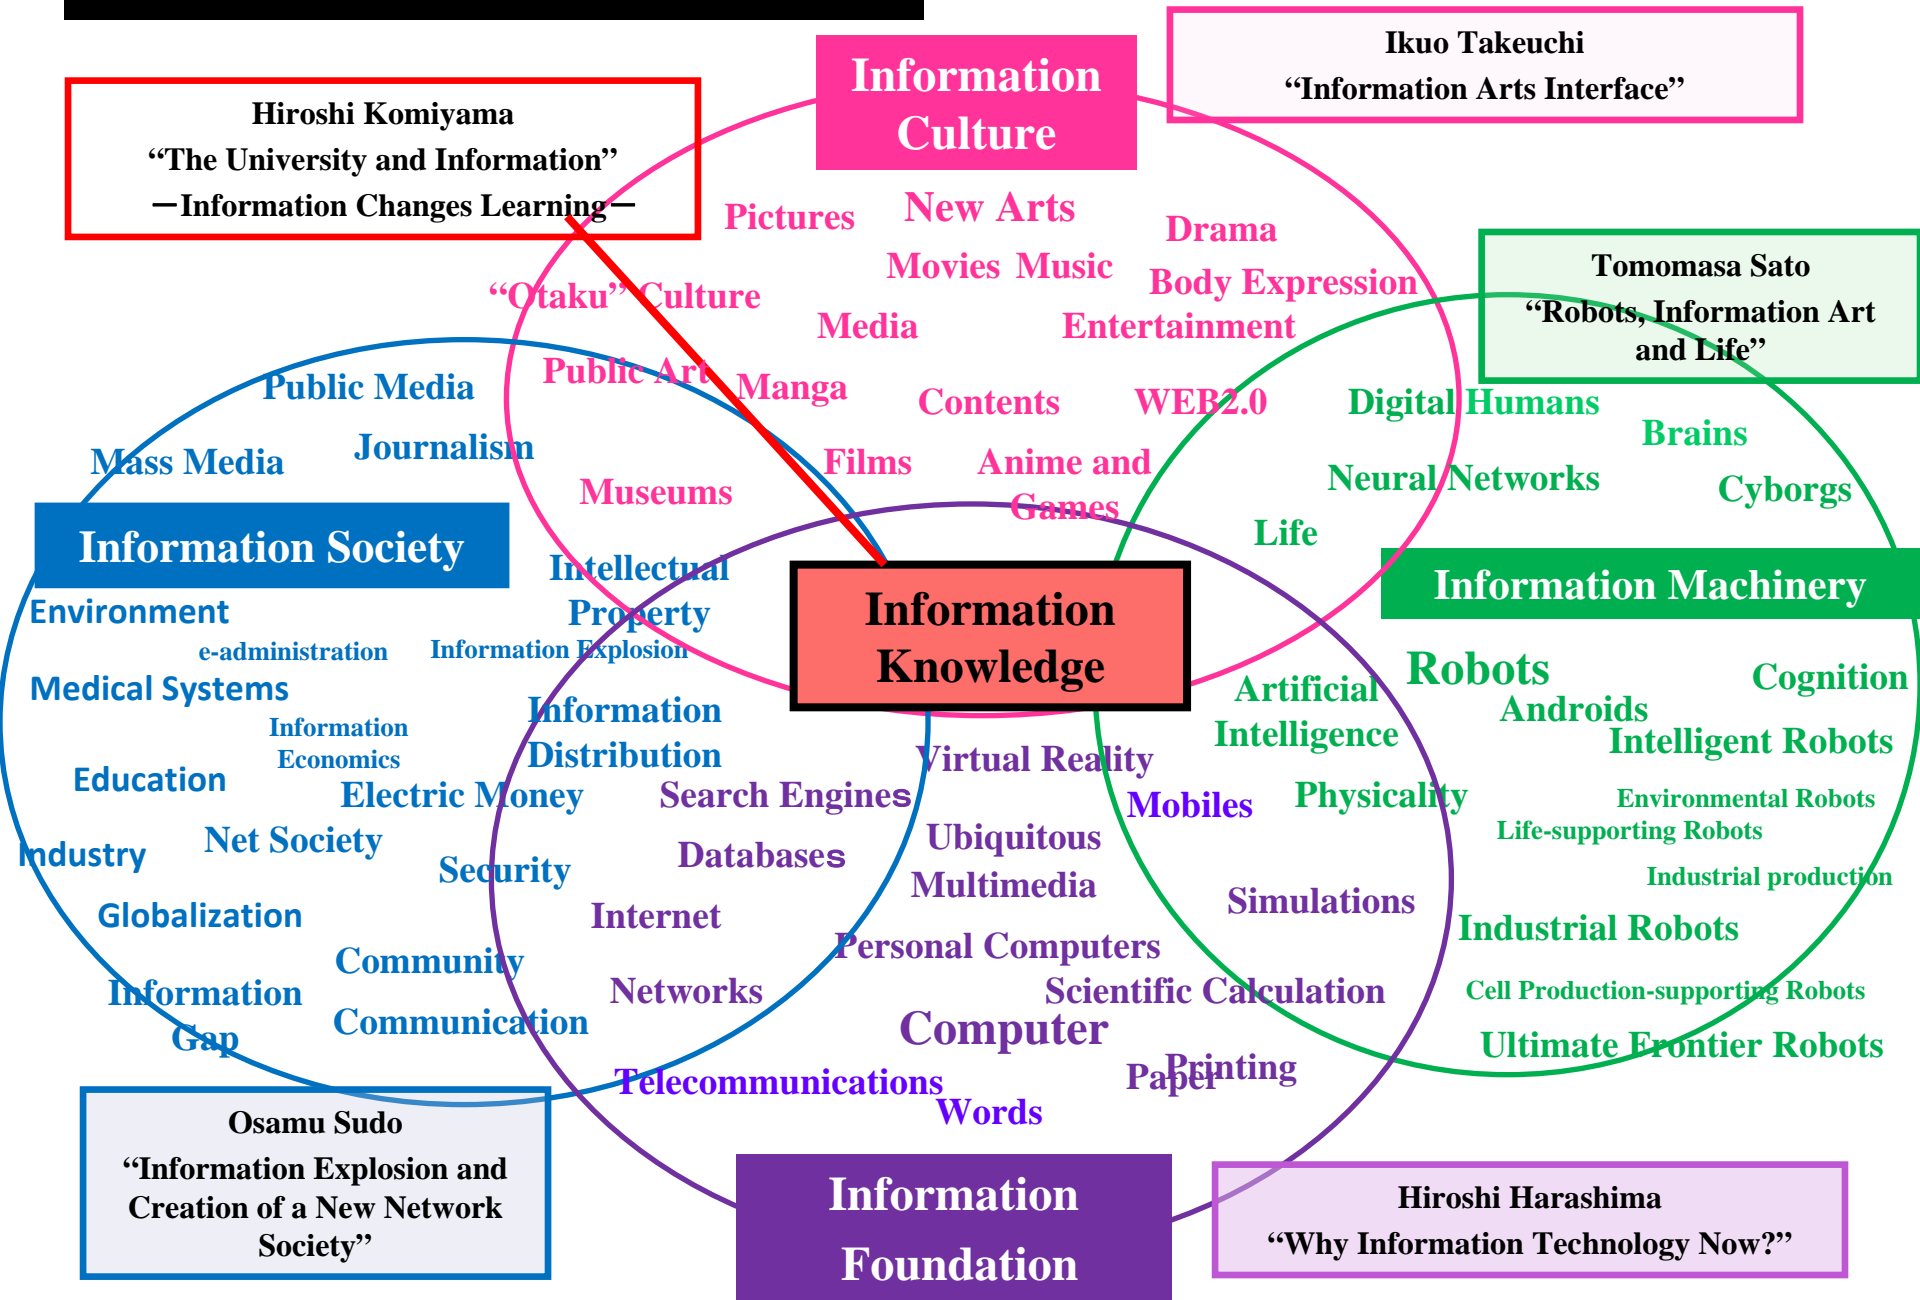 Hiroshi Komiyama
“The University and Information”
－Information Changes Learning－
Information
Culture
Ikuo Takeuchi
“Information Arts Interface”
Tomomasa Sato
“Robots, Information Art
and Life”
Pictures
New Arts
Drama
Movies
Music
Body Expression
“Otaku” Culture
Media
Entertainment
Public Art
Manga
Contents
WEB2.0
Films
Anime and
Games
Museums
Public Media
Journalism
Mass Media
Information Society
Intellectual
Property
Environment
e-administration
Information Explosion
Medical Systems
Information
Economics
Information
Distribution
Education
Electric Money
Industry
Net Society
Security
Globalization
Community
Information
Gap
Communication
Osamu Sudo
“Information Explosion and
Creation of a New Network
Society”
Information
Knowledge
Digital Humans
Brains
Neural Networks
Cyborgs
Life
Information Machinery
Robots
Cognition
Artificial
Intelligence
Androids
Intelligent Robots
Physicality
Environmental Robots
Life-supporting Robots
Industrial production
Industrial Robots
Cell Production-supporting Robots
Ultimate Frontier Robots
Virtual Reality
Search Engines
Mobiles
Ubiquitous
Databases
Multimedia
Simulations
Internet
Personal Computers
Networks
Scientific Calculation
Computer
Printing
Paper
Telecommunications
Words
Information
Foundation
Hiroshi Harashima
“Why Information Technology Now?”